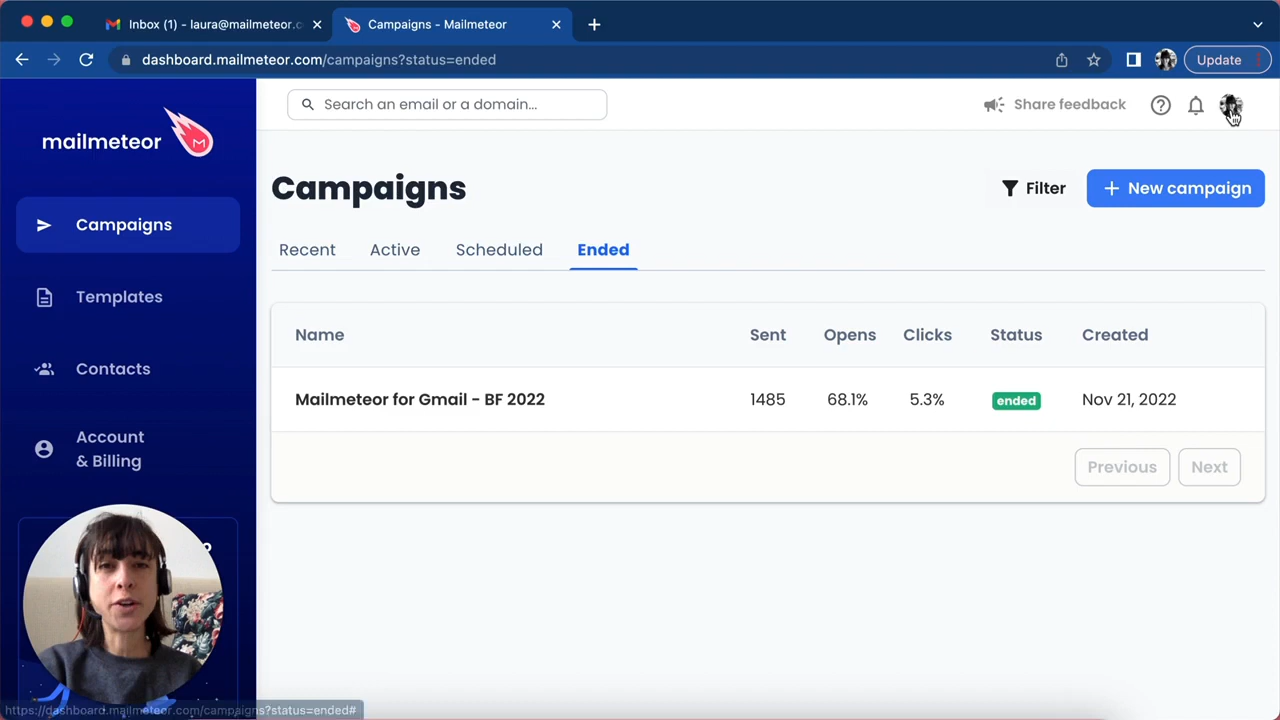 Inbox (1) - laura@mailmeteor.c
Campaigns - Mailmeteor
dashboard.mailmeteor.com/campaigns?status=ended
Update
mailmeteor
M
Search an email or a domain...
Share feedback
Campaigns
Templates
Contacts
Account
& Billing
Campaigns
Filter
+ New campaign
Recent Active Scheduled Ended
Name Sent Opens Clicks Status Created
Mailmeteor for Gmail - BF 2022 1485 68.1% 5.3% ended Nov 21, 2022
Previous Next
https://dashboard.mailmeteor.com/campaigns?status=ended#